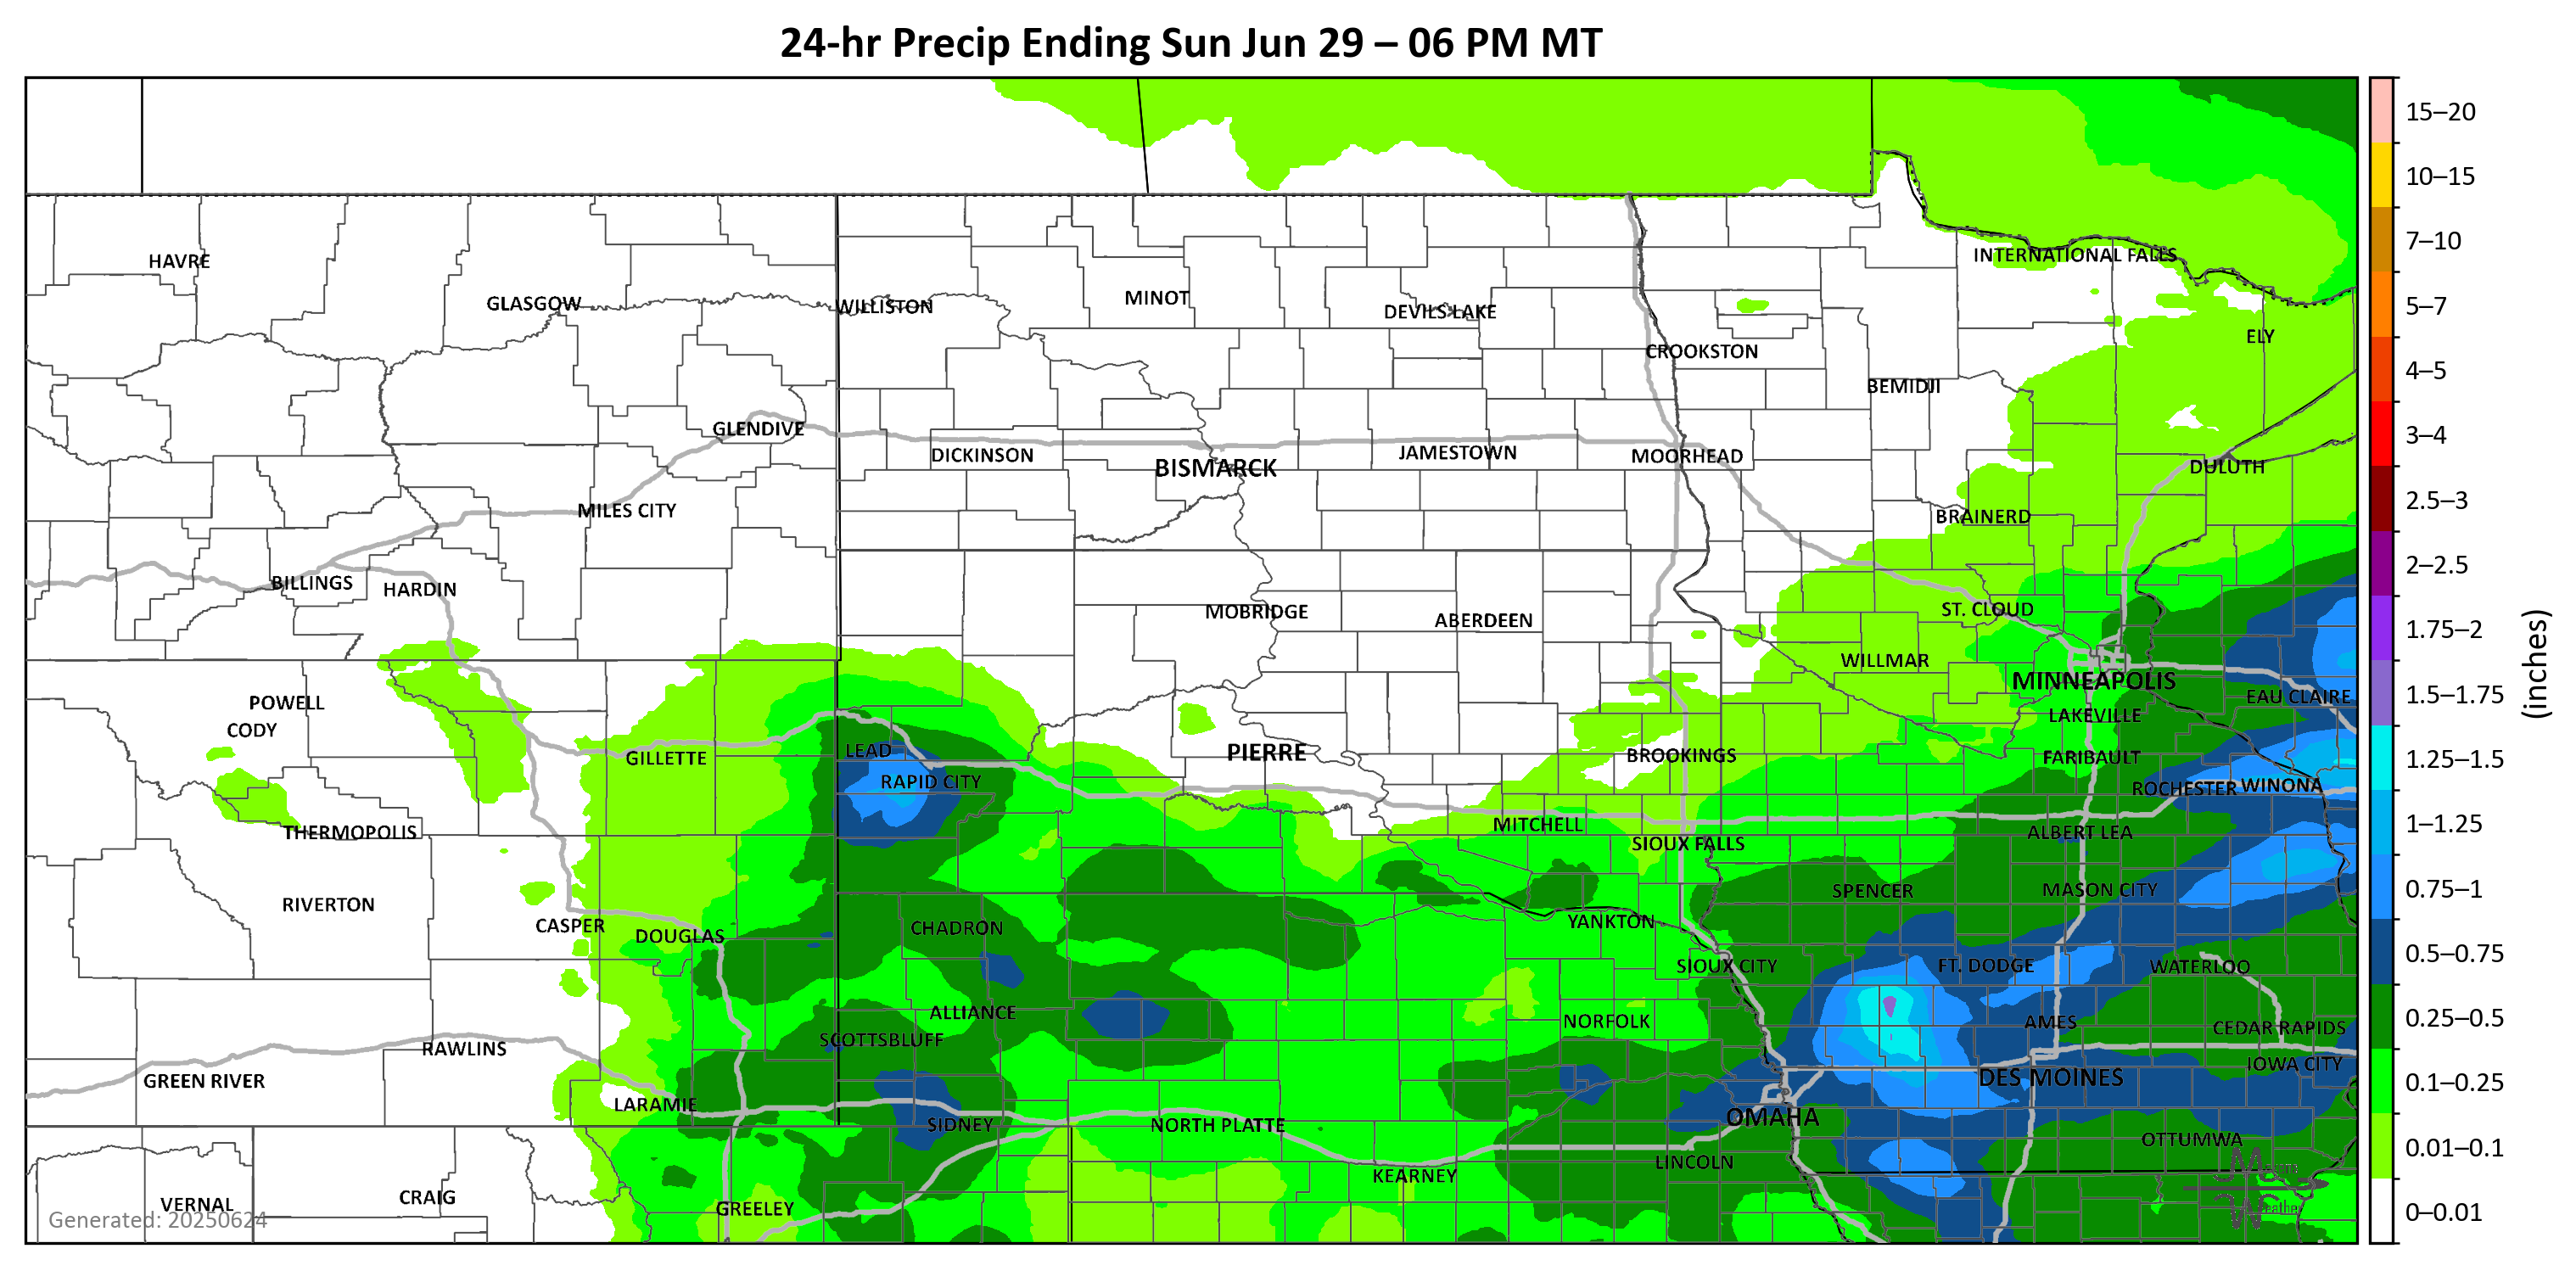 24-hr Precip Ending Sun Jun 29 – 06 PM MT
15–20
10–15
7–10
5–7
4–5
3–4
2.5–3
2–2.5
1.75–2
1.5–1.75
1.25–1.5
1–1.25
0.75–1
0.5–0.75
0.25–0.5
0.1–0.25
0.01–0.1
0–0.01
(inches)
HAVRE
GLASGOW
WILLISTON
MINOT
DEVILS LAKE
INTERNATIONAL FALLS
ELY
CROOKSTON
BEMIDJI
GLENDIVE
DICKINSON
BISMARCK
JAMESTOWN
MOORHEAD
DULUTH
MILES CITY
BRAINERD
BILLINGS
HARDIN
MOBRIDGE
ABERDEEN
ST. CLOUD
WILLMAR
MINNEAPOLIS
EAU CLAIRE
POWELL
CODY
LAKEVILLE
GILLETTE
LEAD
RAPID CITY
PIERRE
BROOKINGS
FARIBAULT
ROCHESTER
WINONA
THERMOPOLIS
MITCHELL
SIOUX FALLS
ALBERT LEA
RIVERTON
SPENCER
MASON CITY
CASPER
DOUGLAS
CHADRON
YANKTON
SIOUX CITY
FT. DODGE
WATERLOO
ALLIANCE
SCOTTSBLUFF
NORFOLK
AMES
CEDAR RAPIDS
RAWLINS
GREEN RIVER
IOWA CITY
DES MOINES
LARAMIE
SIDNEY
NORTH PLATTE
OMAHA
OTTUMWA
KEARNEY
LINCOLN
VERNAL
CRAIG
GREELEY
Generated: 20250624